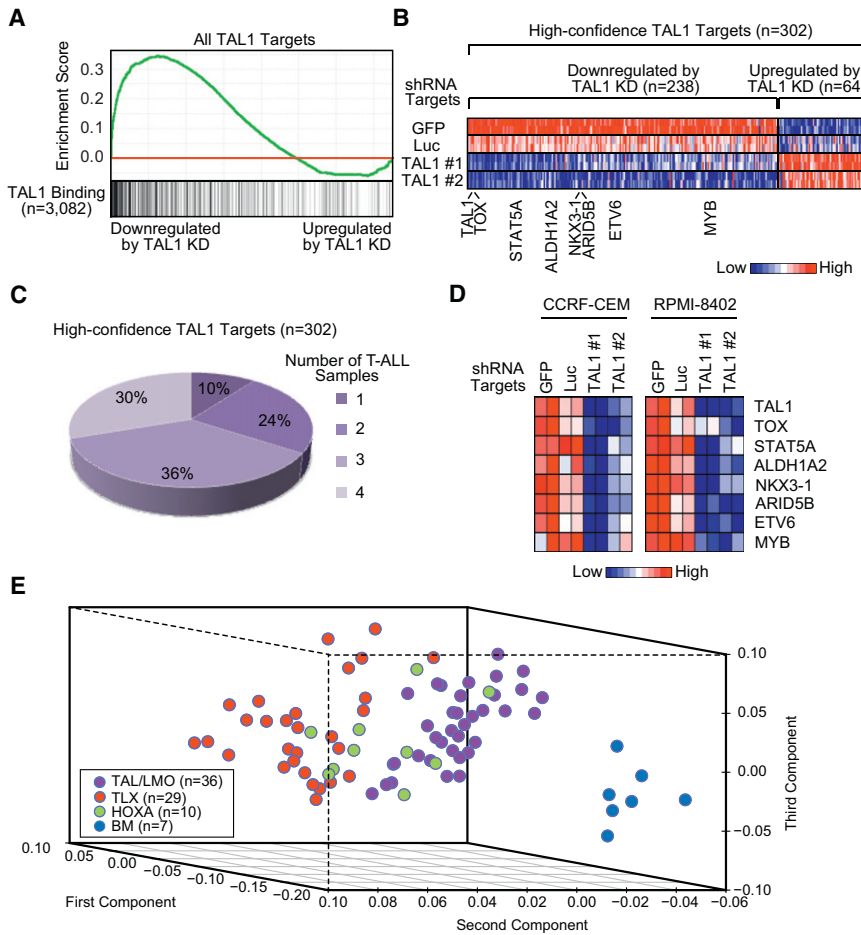 A
All TAL1 Targets
Enrichment Score
0.3
0.2
0.1
0.0
TAL1 Binding
(n=3,082)
Downregulated
by TAL1 KD
Upregulated
by TAL1 KD
B
High-confidence TAL1 Targets (n=302)
shRNA
Targets
Downregulated by
TAL1 KD (n=238)
Upregulated by
TAL1 KD (n=64
GFP
Luc
TAL1 #1
TAL1 #2
TAL1>
TOX
STAT5A
ALDH1A2
NKX3-1>
ARID5B
ETV6
MYB
Low
High
C
High-confidence TAL1 Targets (n=302)
10%
24%
36%
30%
Number of T-ALL
Samples
1
2
3
4
D
CCRF-CEM
RPMI-8402
shRNA
Targets
GFP
Luc
TAL1 #1
TAL1 #2
GFP
Luc
TAL1 #1
TAL1 #2
TAL1
TOX
STAT5A
ALDH1A2
NKX3-1
ARID5B
ETV6
MYB
Low
High
E
TAL/LMO (n=36)
TLX (n=29)
HOXA (n=10)
BM (n=7)
0.10
0.05
0.00
−0.05
−0.10
−0.15
−0.20
First Component
0.10
0.08
0.06
0.04
0.02
0.00
−0.02
−0.04
−0.06
Second Component
0.10
0.05
0.00
−0.05
−0.10
Third Component